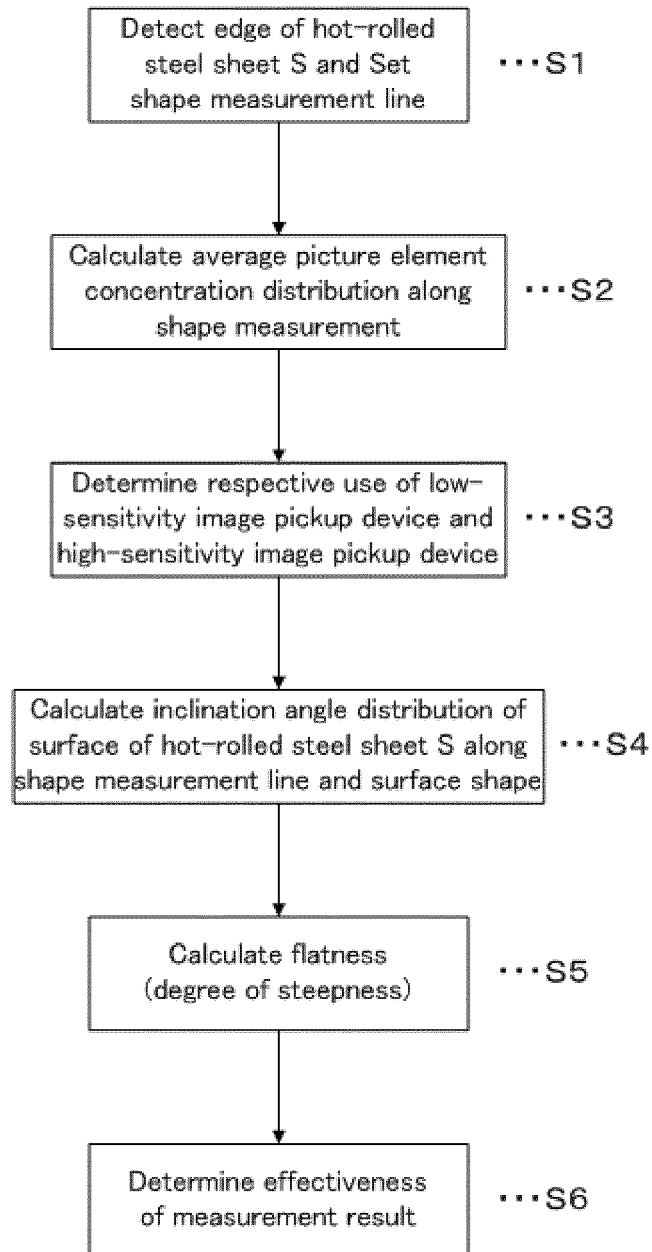 Detect edge of hot-rolled
steel sheet S and Set
shape measurement line
···S1
Calculate average picture element
concentration distribution along
shape measurement
···S2
Determine respective use of low-
sensitivity image pickup device and
high-sensitivity image pickup device
···S3
Calculate inclination angle distribution of
surface of hot-rolled steel sheet S along
shape measurement line and surface shape
···S4
Calculate flatness
(degree of steepness)
···S5
Determine effectiveness
of measurement result
···S6